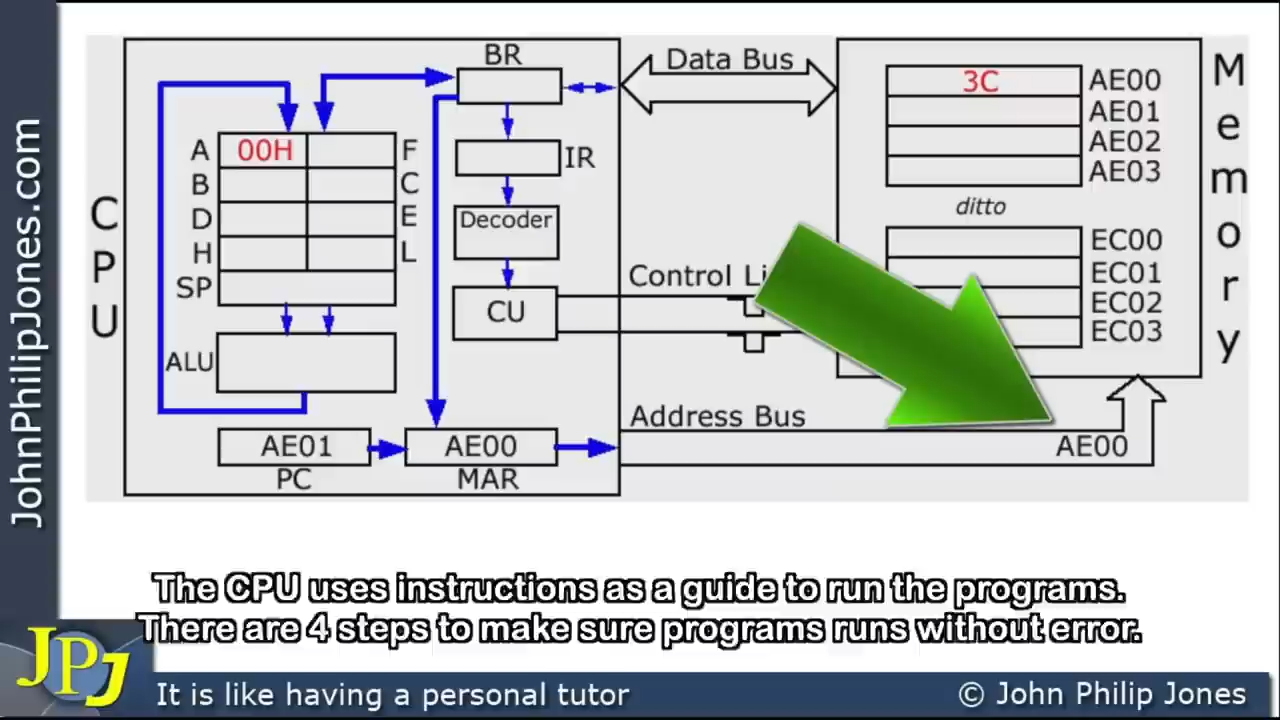 JohnPhilipJones.com
CPU
BR
A 00H F
B C
D E
H L
SP
ALU
IR
Decoder
CU
AE01
PC
AE00
MAR
Data Bus
Control Li
Address Bus
AE00
3C AE00
AE01
AE02
AE03
ditto
EC00
EC01
EC02
EC03
Memory
The CPU uses instructions as a guide to run the programs.
There are 4 steps to make sure programs runs without error.
JPJ
It is like having a personal tutor
© John Philip Jones